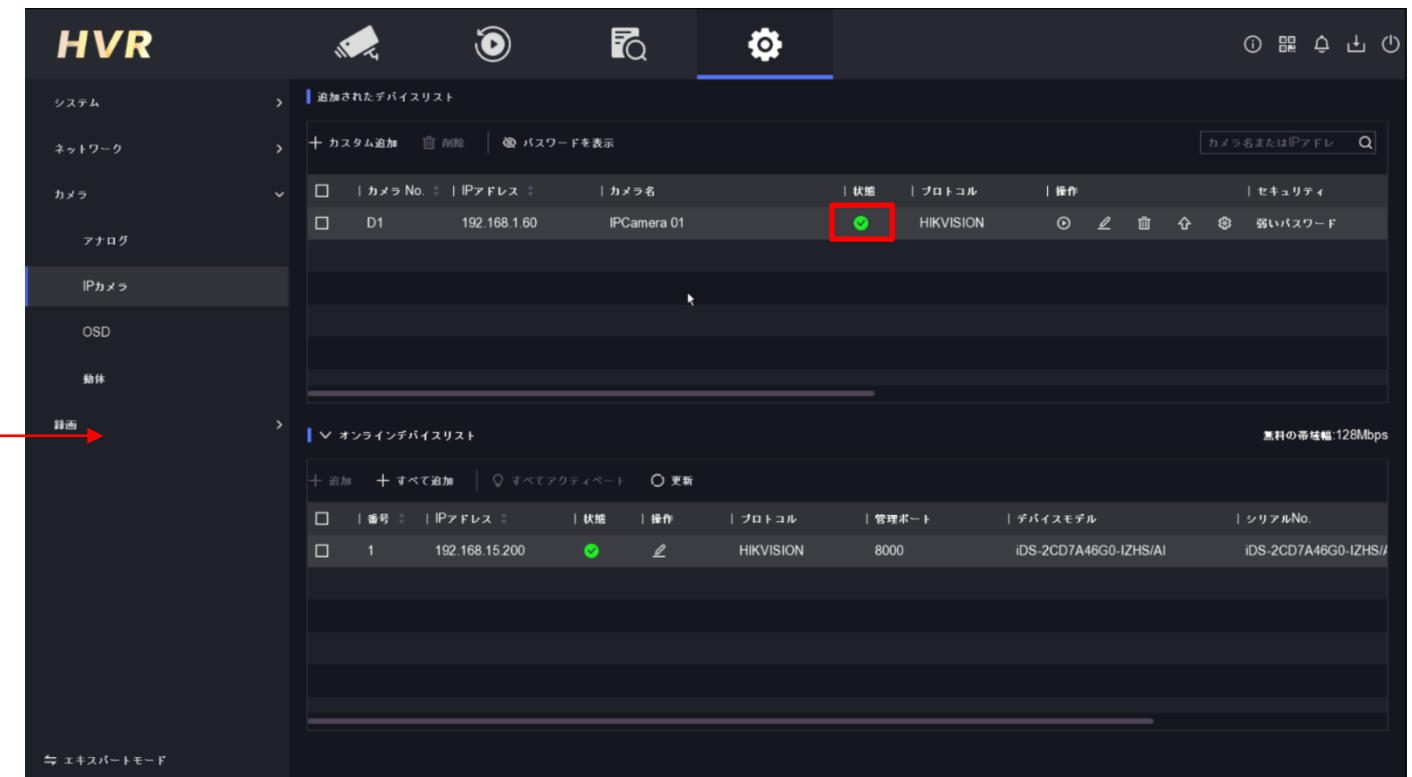 HVR
システム
ネットワーク
カメラ
アナログ
IPカメラ
OSD
動体
録画
エキスパートモード
追加されたデバイスリスト
カスタム追加 削除 パスワードを表示 カメラ名またはIPアドレ
カメラ No. IPアドレス カメラ名 状態 プロトコル 操作 セキュリティ
D1 192.168.1.60 IPCamera 01 HIKVISION 弱いパスワード
オンラインデバイスリスト 無料の帯域幅:128Mbps
追加 すべて追加 すべてアクティベート 更新
番号 IPアドレス 状態 操作 プロトコル 管理ポート デバイスモデル シリアルNo.
1 192.168.15.200 HIKVISION 8000 iDS-2CD7A46G0-IZHS/AI iDS-2CD7A46G0-IZHS/